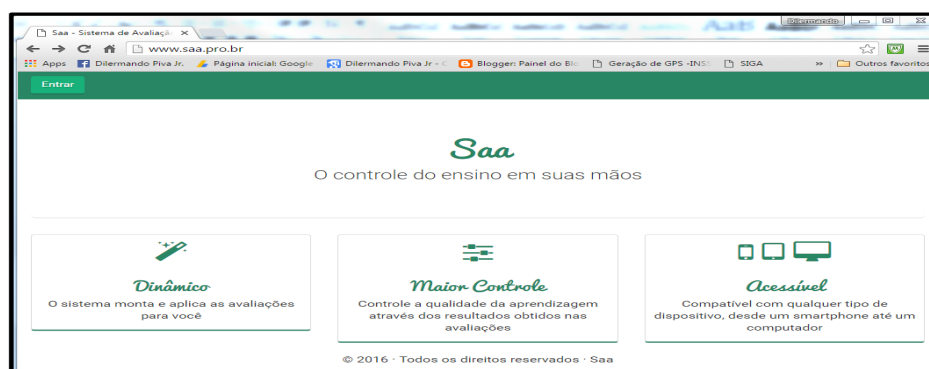 Dilermando
Saa - Sistema de Avaliaçã
www.saa.pro.br
Apps Dilermando Piva Jr. Página inicial: Google Dilermando Piva Jr - Blogger: Painel do Blo Geração de GPS -INS SIGA » Outros favoritos
Entrar
Saa
O controle do ensino em suas mãos
Dinâmico
O sistema monta e aplica as avaliações
para você
Maior Controle
Controle a qualidade da aprendizagem
através dos resultados obtidos nas
avaliações
Acessível
Compatível com qualquer tipo de
dispositivo, desde um smartphone até um
computador
© 2016 · Todos os direitos reservados · Saa